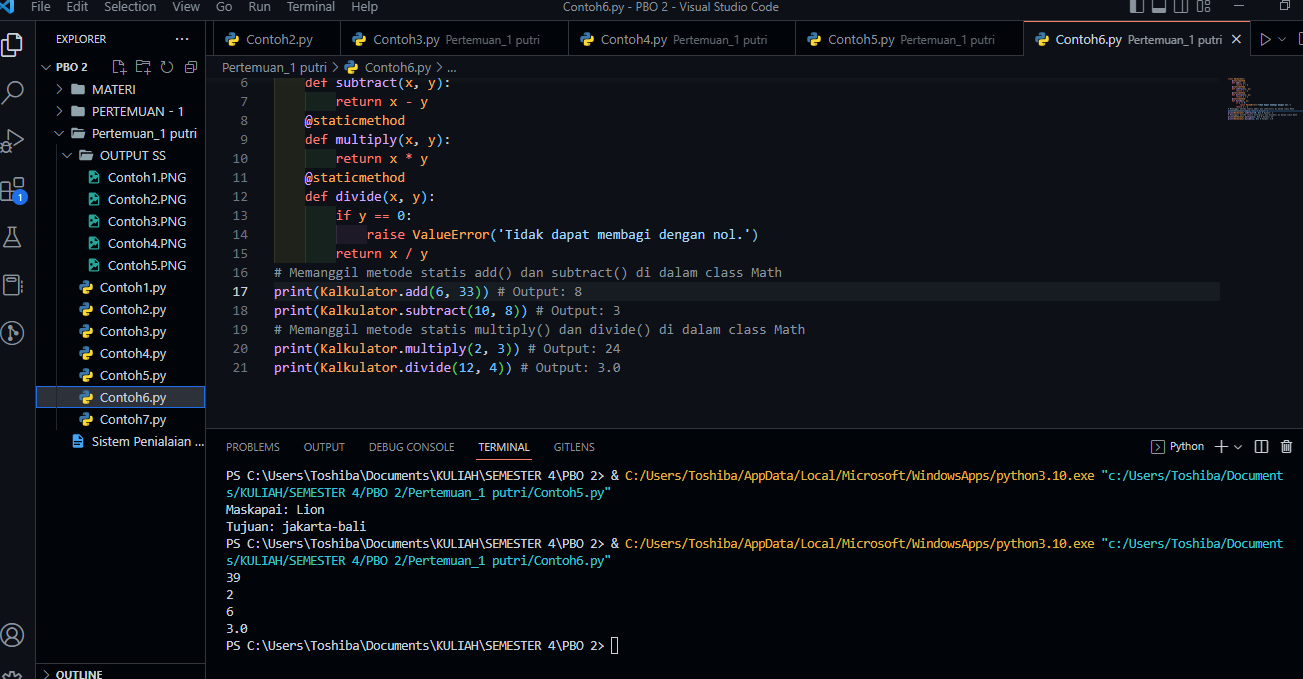 File Edit Selection View Go Run Terminal Help Contoh6.py - PBO 2 - Visual Studio Code
EXPLORER ...
Contoh2.py Contoh3.py Pertemuan_1 putri Contoh4.py Pertemuan_1 putri Contoh5.py Pertemuan_1 putri Contoh6.py Pertemuan_1 putri
PBO 2
MATERI
PERTEMUAN - 1
Pertemuan_1 putri
OUTPUT SS
Contoh1.PNG
Contoh2.PNG
Contoh3.PNG
Contoh4.PNG
Contoh5.PNG
Contoh1.py
Contoh2.py
Contoh3.py
Contoh4.py
Contoh5.py
Contoh6.py
Contoh7.py
Sistem Penialaian ...
OUTLINE
1
Pertemuan_1 putri > Contoh6.py > ...
6 def subtract(x, y):
7 return x - y
8 @staticmethod
9 def multiply(x, y):
10 return x * y
11 @staticmethod
12 def divide(x, y):
13 if y == 0:
14 raise ValueError('Tidak dapat membagi dengan nol.')
15 return x / y
16 # Memanggil metode statis add() dan subtract() di dalam class Math
17 print(Kalkulator.add(6, 33)) # Output: 8
18 print(Kalkulator.subtract(10, 8)) # Output: 3
19 # Memanggil metode statis multiply() dan divide() di dalam class Math
20 print(Kalkulator.multiply(2, 3)) # Output: 24
21 print(Kalkulator.divide(12, 4)) # Output: 3.0
PROBLEMS OUTPUT DEBUG CONSOLE TERMINAL GITLENS Python
PS C:\Users\Toshiba\Documents\KULIAH\SEMESTER 4\PBO 2> & C:/Users/Toshiba/AppData/Local/Microsoft/WindowsApps/python3.10.exe "c:/Users/Toshiba/Document
s/KULIAH/SEMESTER 4/PBO 2/Pertemuan_1 putri/Contoh5.py"
Maskapai: Lion
Tujuan: jakarta-bali
PS C:\Users\Toshiba\Documents\KULIAH\SEMESTER 4\PBO 2> & C:/Users/Toshiba/AppData/Local/Microsoft/WindowsApps/python3.10.exe "c:/Users/Toshiba/Document
s/KULIAH/SEMESTER 4/PBO 2/Pertemuan_1 putri/Contoh6.py"
39
2
6
3.0
PS C:\Users\Toshiba\Documents\KULIAH\SEMESTER 4\PBO 2>